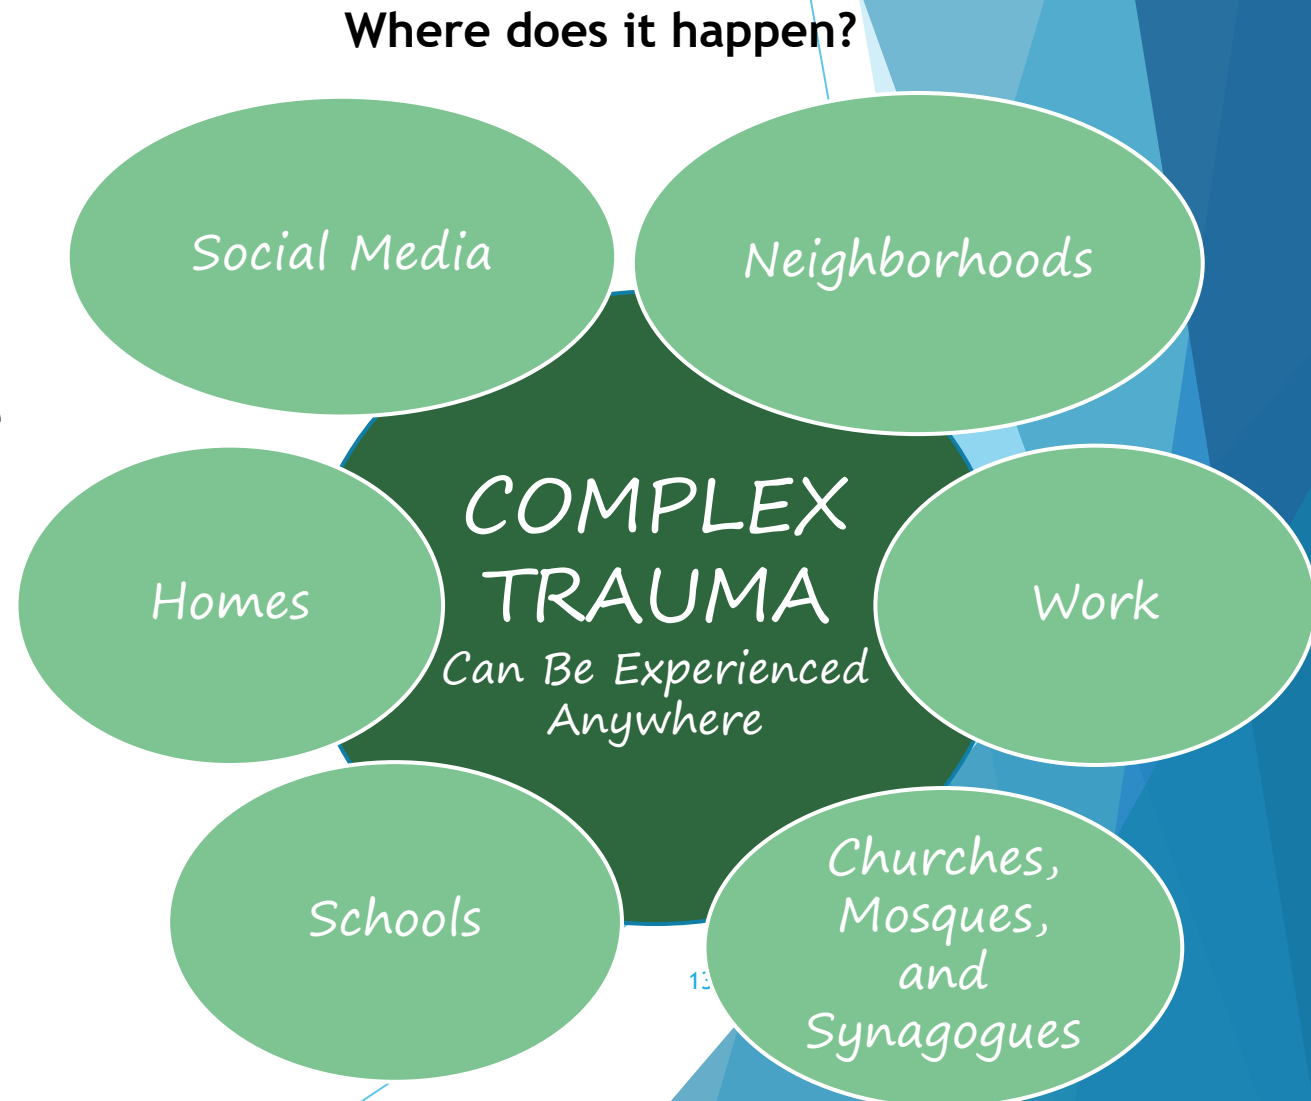 Where does it happen?
Social Media
Neighborhoods
COMPLEX
TRAUMA
Can Be Experienced
Anywhere
Homes
Work
Schools
Churches,
Mosques,
and
Synagogues